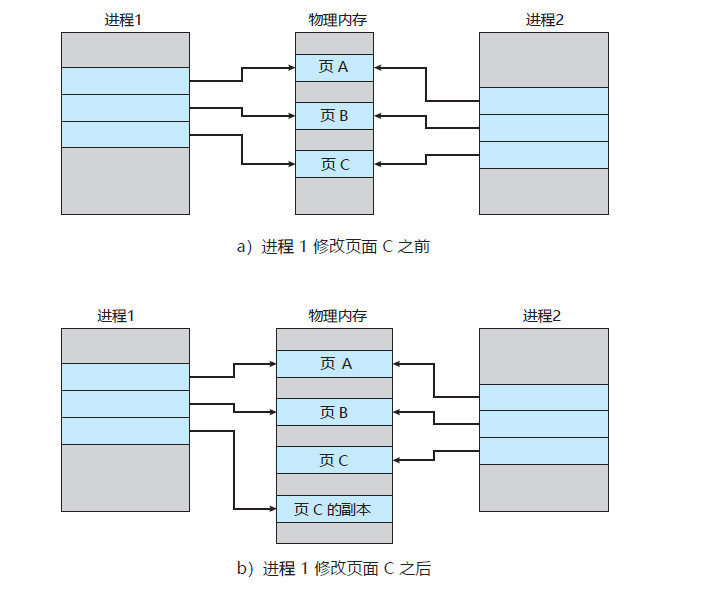 进程1 物理内存 进程2
页 A
页 B
页 C
a）进程 1 修改页面 C 之前
进程1 物理内存 进程2
页 A
页 B
页 C
页 C 的副本
b）进程 1 修改页面 C 之后